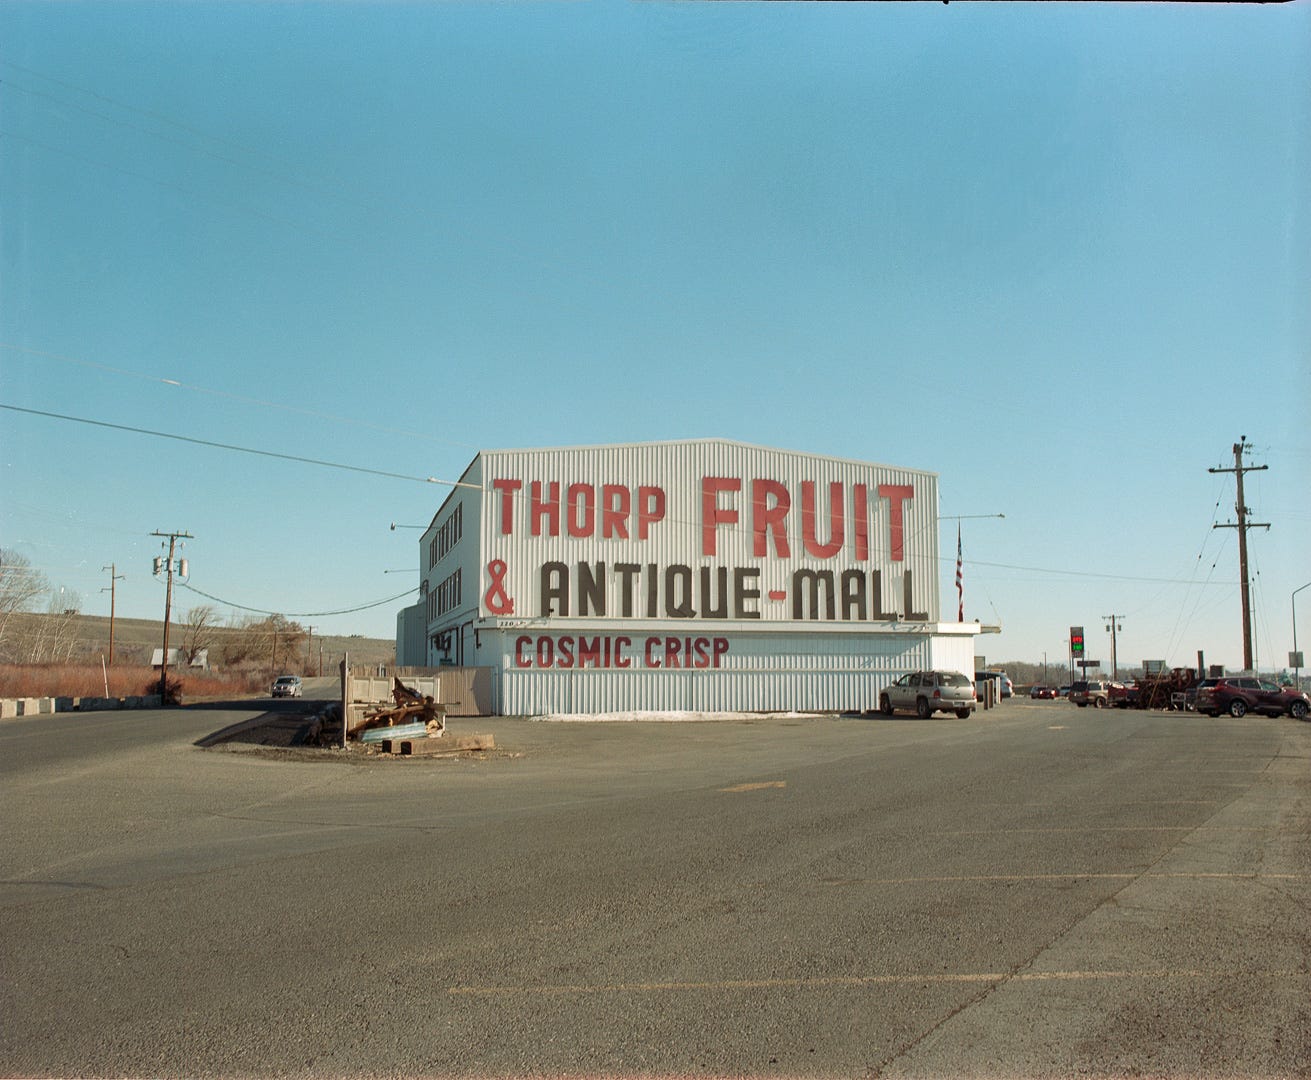 THORP FRUIT
& ANTIQUE-MALL
COSMIC CRISP